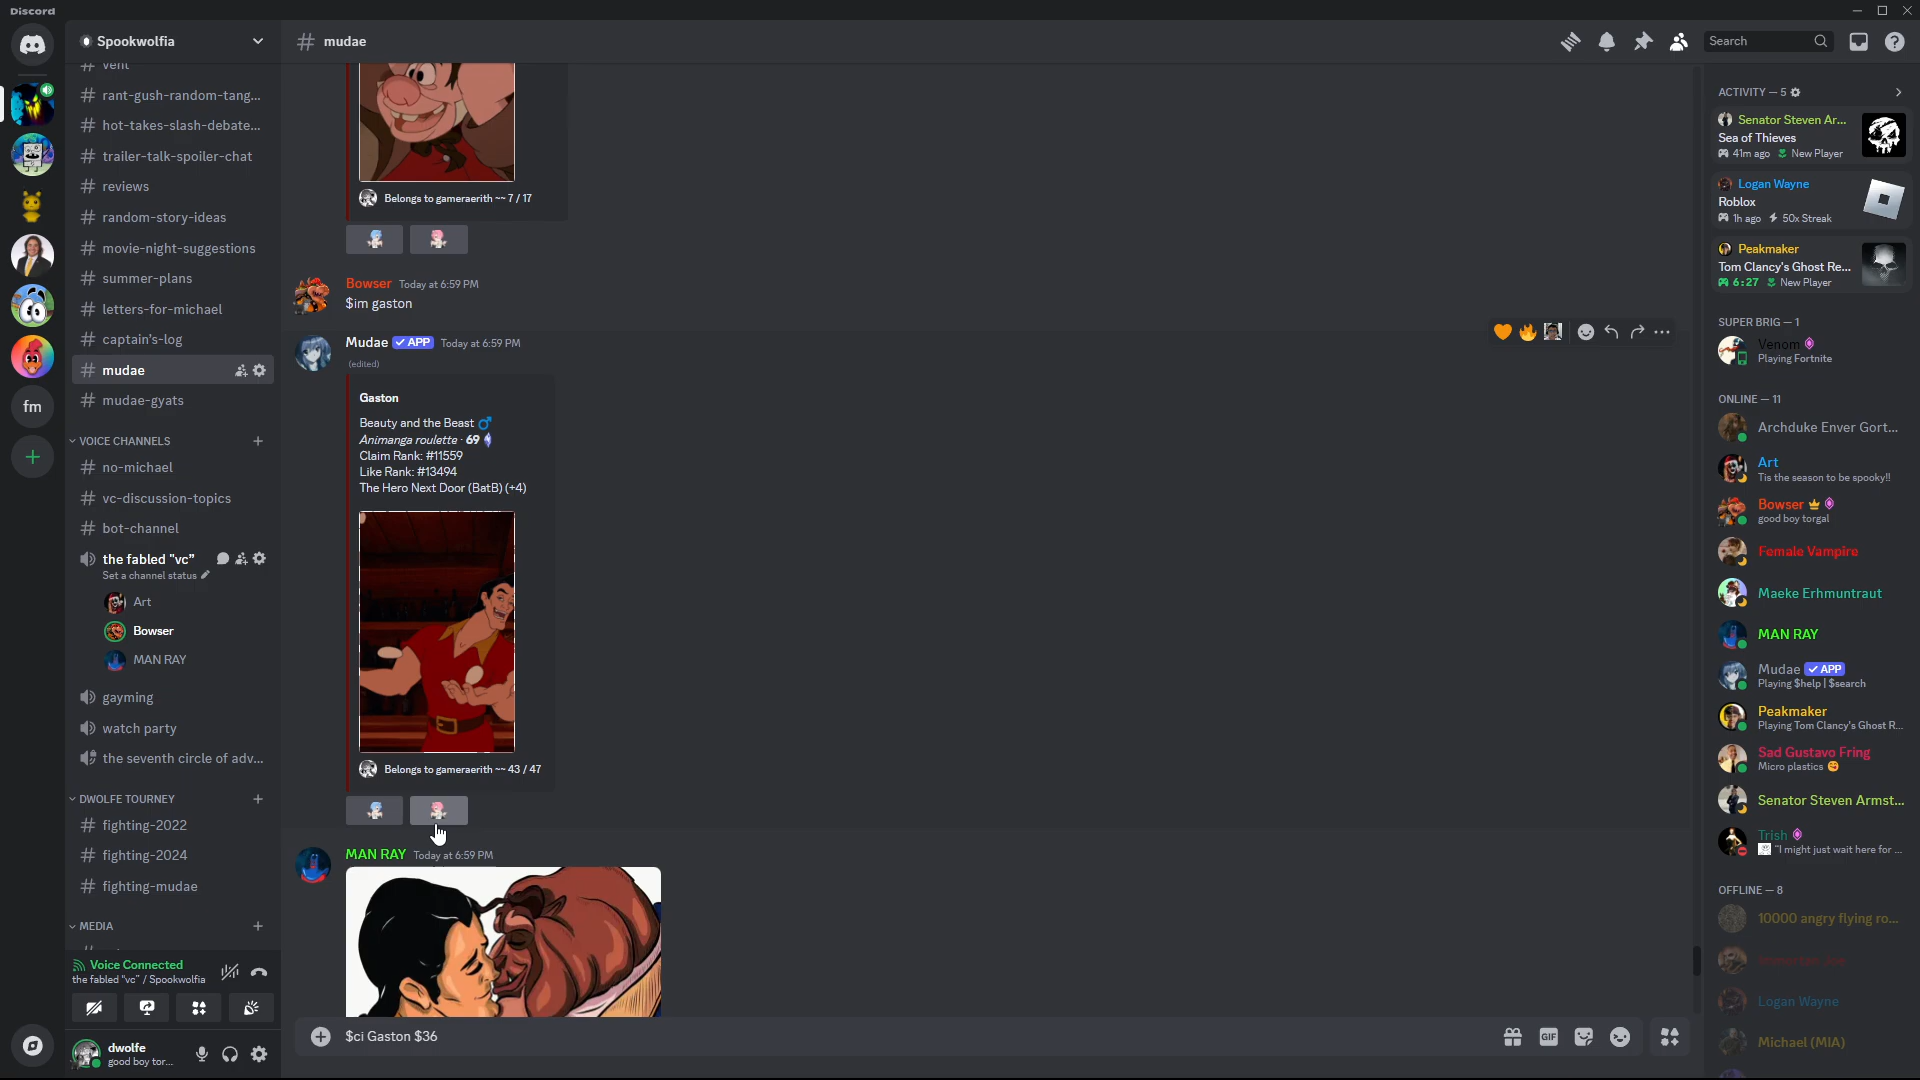 Discord
Spookwolfia
vent
rant-gush-random-tang...
hot-takes-slash-debate...
trailer-talk-spoiler-chat
reviews
random-story-ideas
movie-night-suggestions
summer-plans
letters-for-michael
captain's-log
mudae
mudae-gyats
VOICE CHANNELS
no-michael
vc-discussion-topics
bot-channel
the fabled "vc"
Set a channel status
Art
Bowser
MAN RAY
gayming
watch party
the seventh circle of adv...
DWOLFE TOURNEY
fighting-2022
fighting-2024
fighting-mudae
MEDIA
Voice Connected
the fabled "vc" / Spookwolfia
dwolfe
good boy tor...
fm
# mudae
Search
Belongs to gameraerith ~~ 7 / 17
Bowser Today at 6:59 PM
$im gaston
Mudae ✓ APP Today at 6:59 PM
(edited)
Gaston
Beauty and the Beast
Animanga roulette · 69
Claim Rank: #11559
Like Rank: #13494
The Hero Next Door (BatB) (+4)
Belongs to gameraerith ~~ 43 / 47
MAN RAY Today at 6:59 PM
$ci Gaston $36
GIF
ACTIVITY — 5
Senator Steven Ar...
Sea of Thieves
41m ago New Player
Logan Wayne
Roblox
1h ago 50x Streak
Peakmaker
Tom Clancy's Ghost Re...
6:27 New Player
SUPER BRIG — 1
Venom
Playing Fortnite
ONLINE — 11
Archduke Enver Gort...
Art
Tis the season to be spooky!!
Bowser
good boy torgal
Female Vampire
Maeke Erhmuntraut
MAN RAY
Mudae ✓ APP
Playing $help | $search
Peakmaker
Playing Tom Clancy's Ghost R...
Sad Gustavo Fring
Micro plastics
Senator Steven Armst...
Trish
"I might just wait here for ...
OFFLINE — 8
10000 angry flying ro...
Logan Wayne
Michael (MIA)